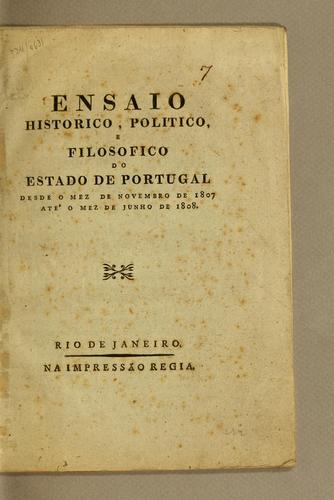 7
ENSAIO
HISTORICO, POLITICO,
E
FILOSOFICO
DO
ESTADO DE PORTUGAL
DESDE O MEZ DE NOVEMBRO DE 1807
ATE' O MEZ DE JUNHO DE 1808.
RIO DE JANEIRO.
NA IMPRESSÃO REGIA.